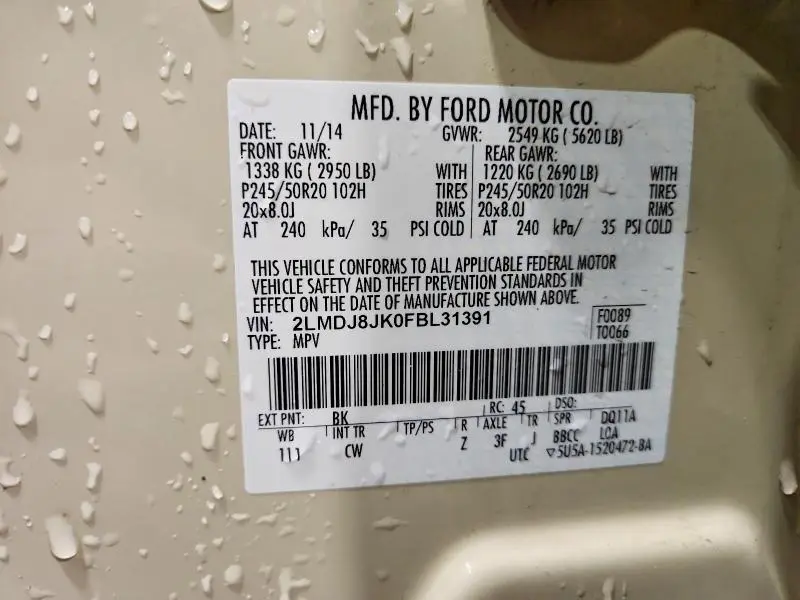 MFD. BY FORD MOTOR CO.
DATE: 11/14 GVWR: 2549 KG ( 5620 LB)
FRONT GAWR: REAR GAWR:
1338 KG ( 2950 LB) WITH 1220 KG ( 2690 LB) WITH
P245/50R20 102H TIRES P245/50R20 102H TIRES
20x8.0J RIMS 20x8.0J RIMS
AT 240 kPa/ 35 PSI COLD AT 240 kPa/ 35 PSI COLD
THIS VEHICLE CONFORMS TO ALL APPLICABLE FEDERAL MOTOR
VEHICLE SAFETY AND THEFT PREVENTION STANDARDS IN
EFFECT ON THE DATE OF MANUFACTURE SHOWN ABOVE.
VIN: 2LMDJ8JK0FBL31391 F0089
TYPE: MPV T0066
EXT PNT: BK RC: 45 DSO:
WB INT TR TP/PS R AXLE TR SPR DQ11A
111 CW Z 3F J BBCC LCA
UTC ▽5U5A-1520472-BA